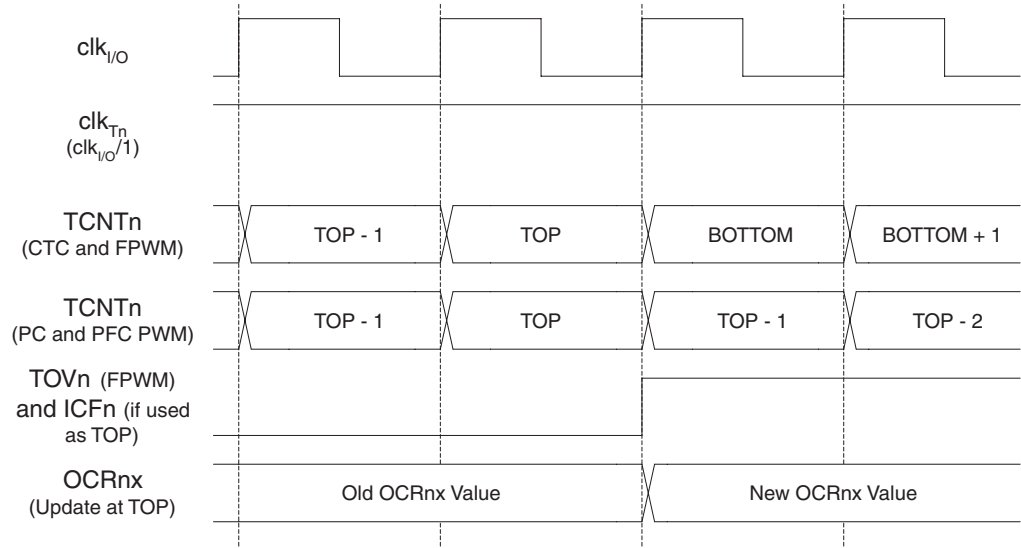 clkI/O
clkTn
(clkI/O/1)
TCNTn
(CTC and FPWM)
TOP - 1 TOP BOTTOM BOTTOM + 1
TCNTn
(PC and PFC PWM)
TOP - 1 TOP TOP - 1 TOP - 2
TOVn (FPWM)
and ICFn (if used
as TOP)
OCRnx
(Update at TOP)
Old OCRnx Value New OCRnx Value